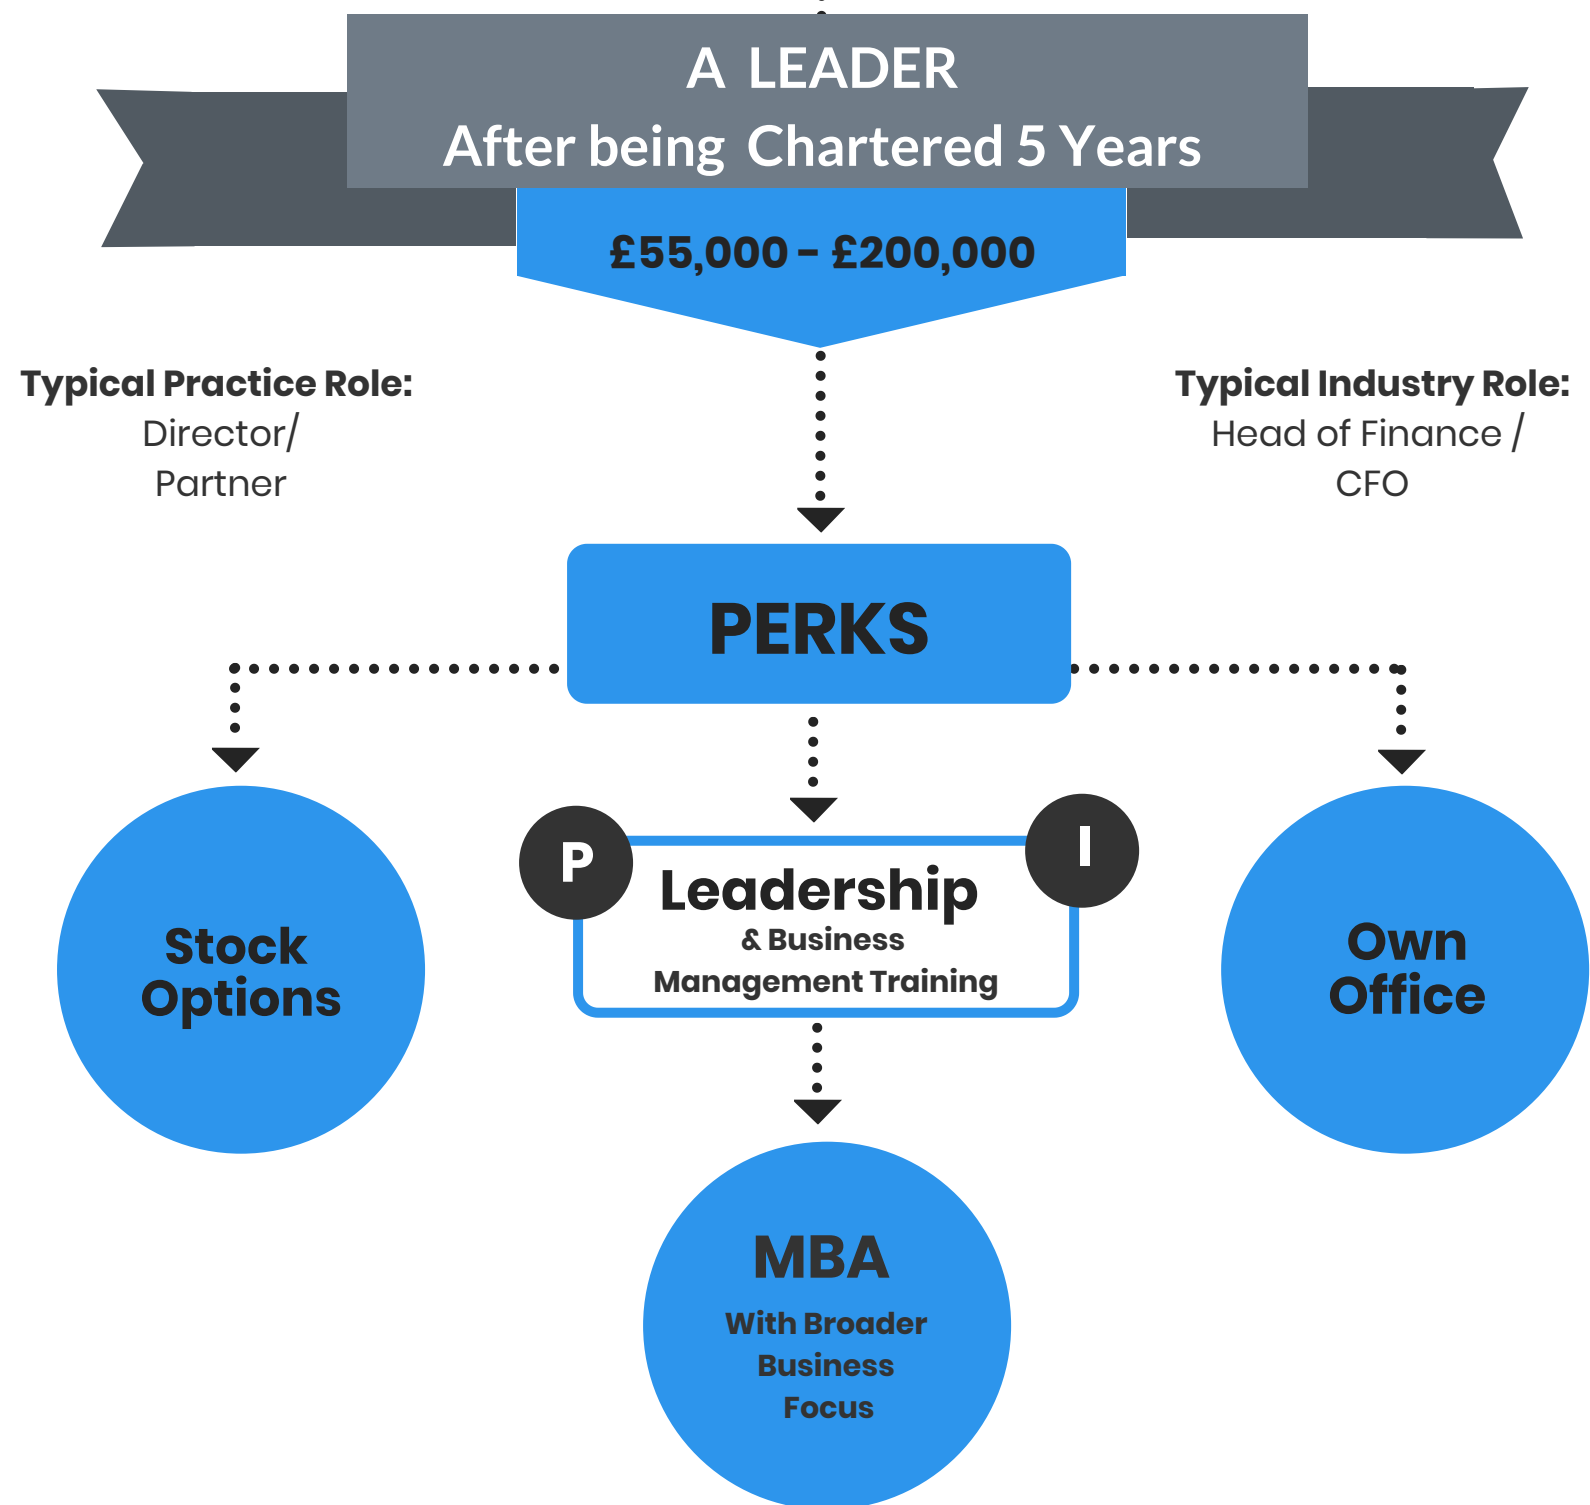 A LEADER
After being Chartered 5 Years
£55,000 - £200,000
Typical Practice Role:
Director/
Partner
Typical Industry Role:
Head of Finance /
CFO
PERKS
Stock
Options
P
I
Leadership
& Business
Management Training
Own
Office
MBA
With Broader
Business
Focus